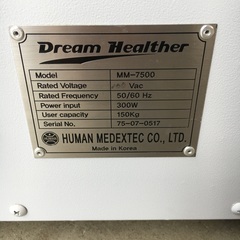 Dream Healther
Model MM-7500
Rated Voltage Vac
Rated Frequency 50/60 Hz
Power input 300W
User capacity 150Kg
Serial No. 75-07-0517
HUMAN MEDEXTEC CO., LTD.
Made in Korea